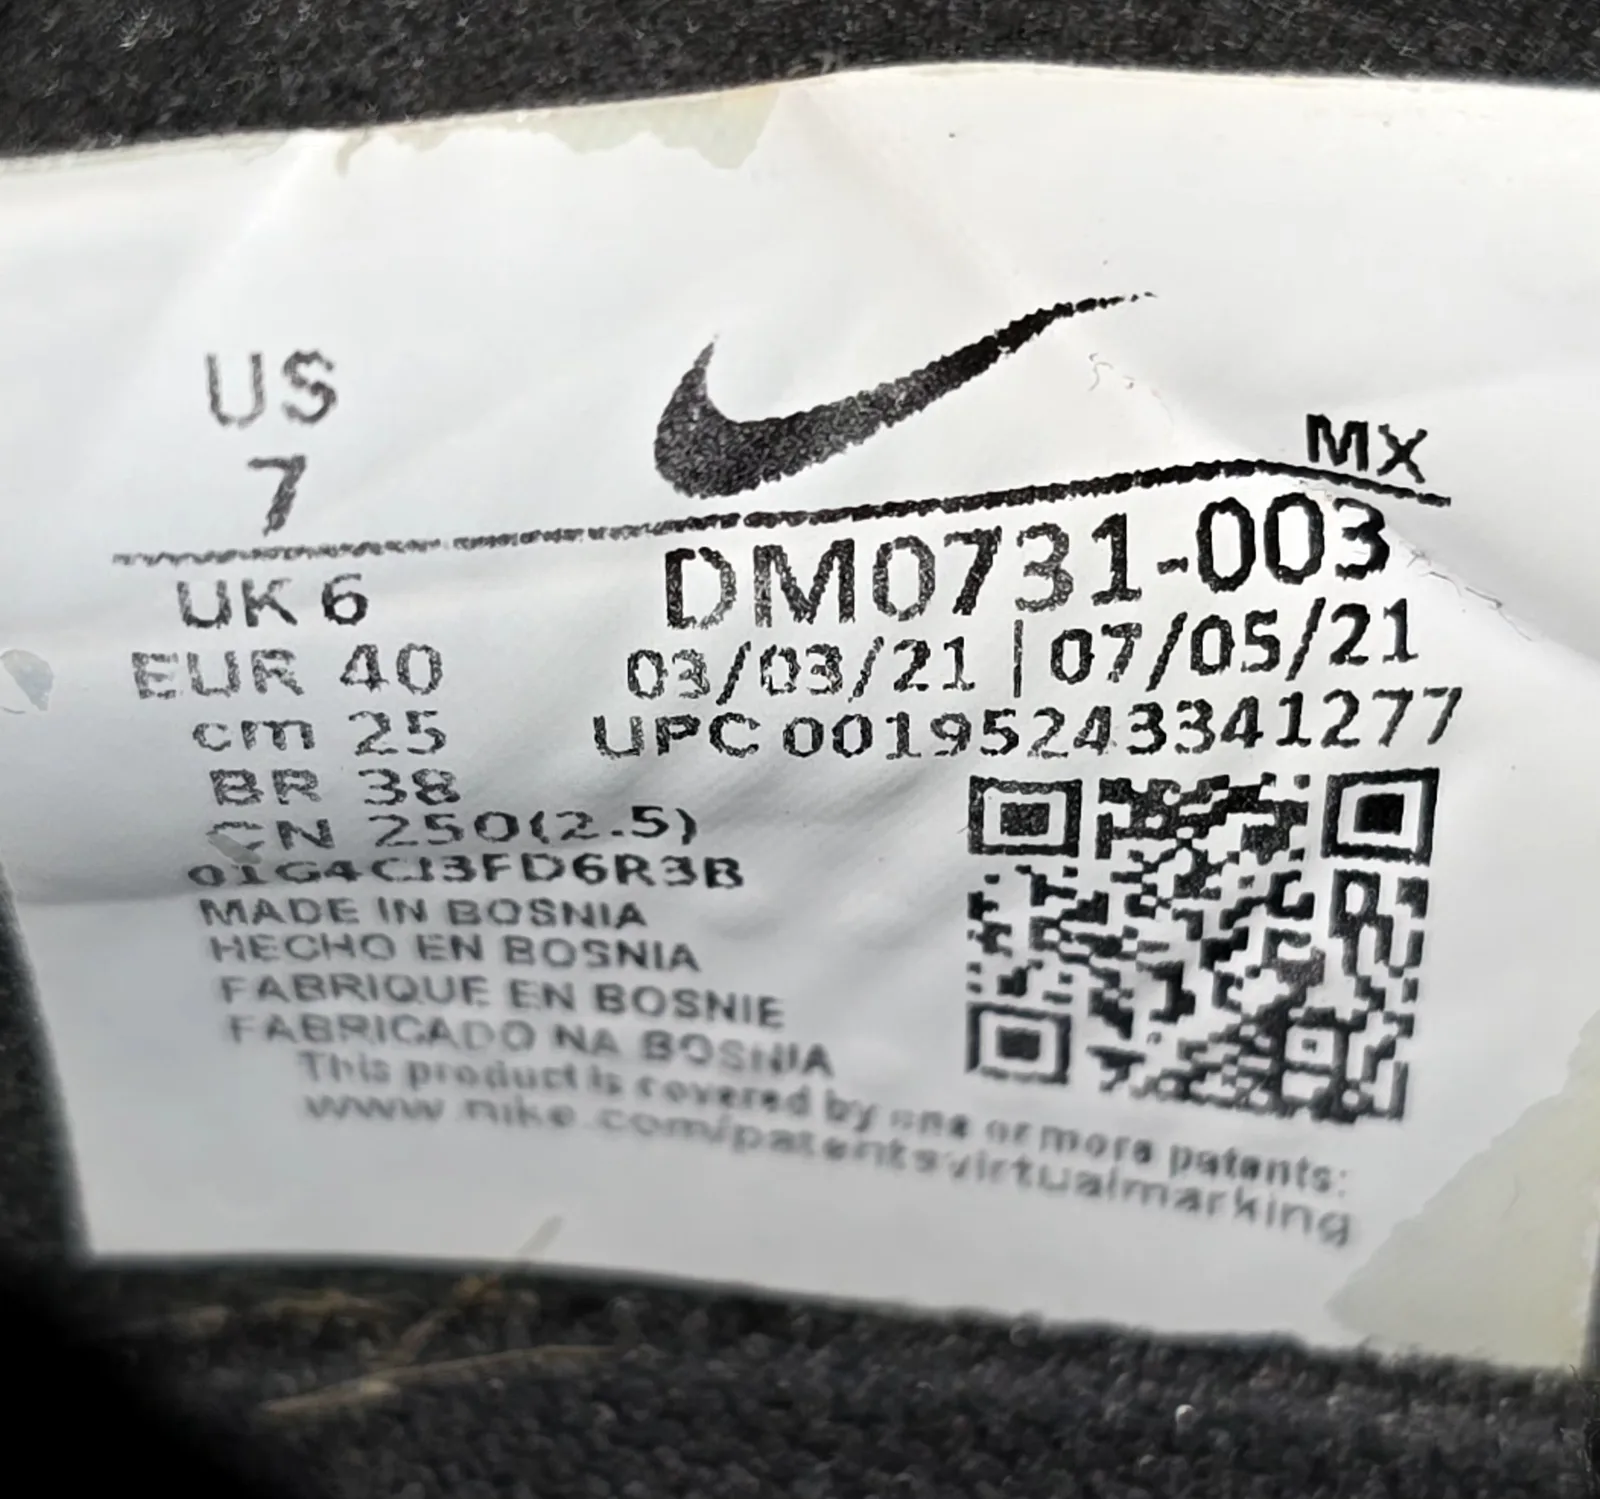 US
7
MX
DM0731-003
UK 6
03/03/21 | 07/05/21
EUR 40
UPC 00195243341277
cm 25
BR 38
CN 250(2.5)
01G4CJ3FD6R3B
MADE IN BOSNIA
HECHO EN BOSNIA
FABRIQUE EN BOSNIE
FABRICADO NA BOSNIA
This product is covered by one or more patents:
www.nike.com/patentsvirtualmarking